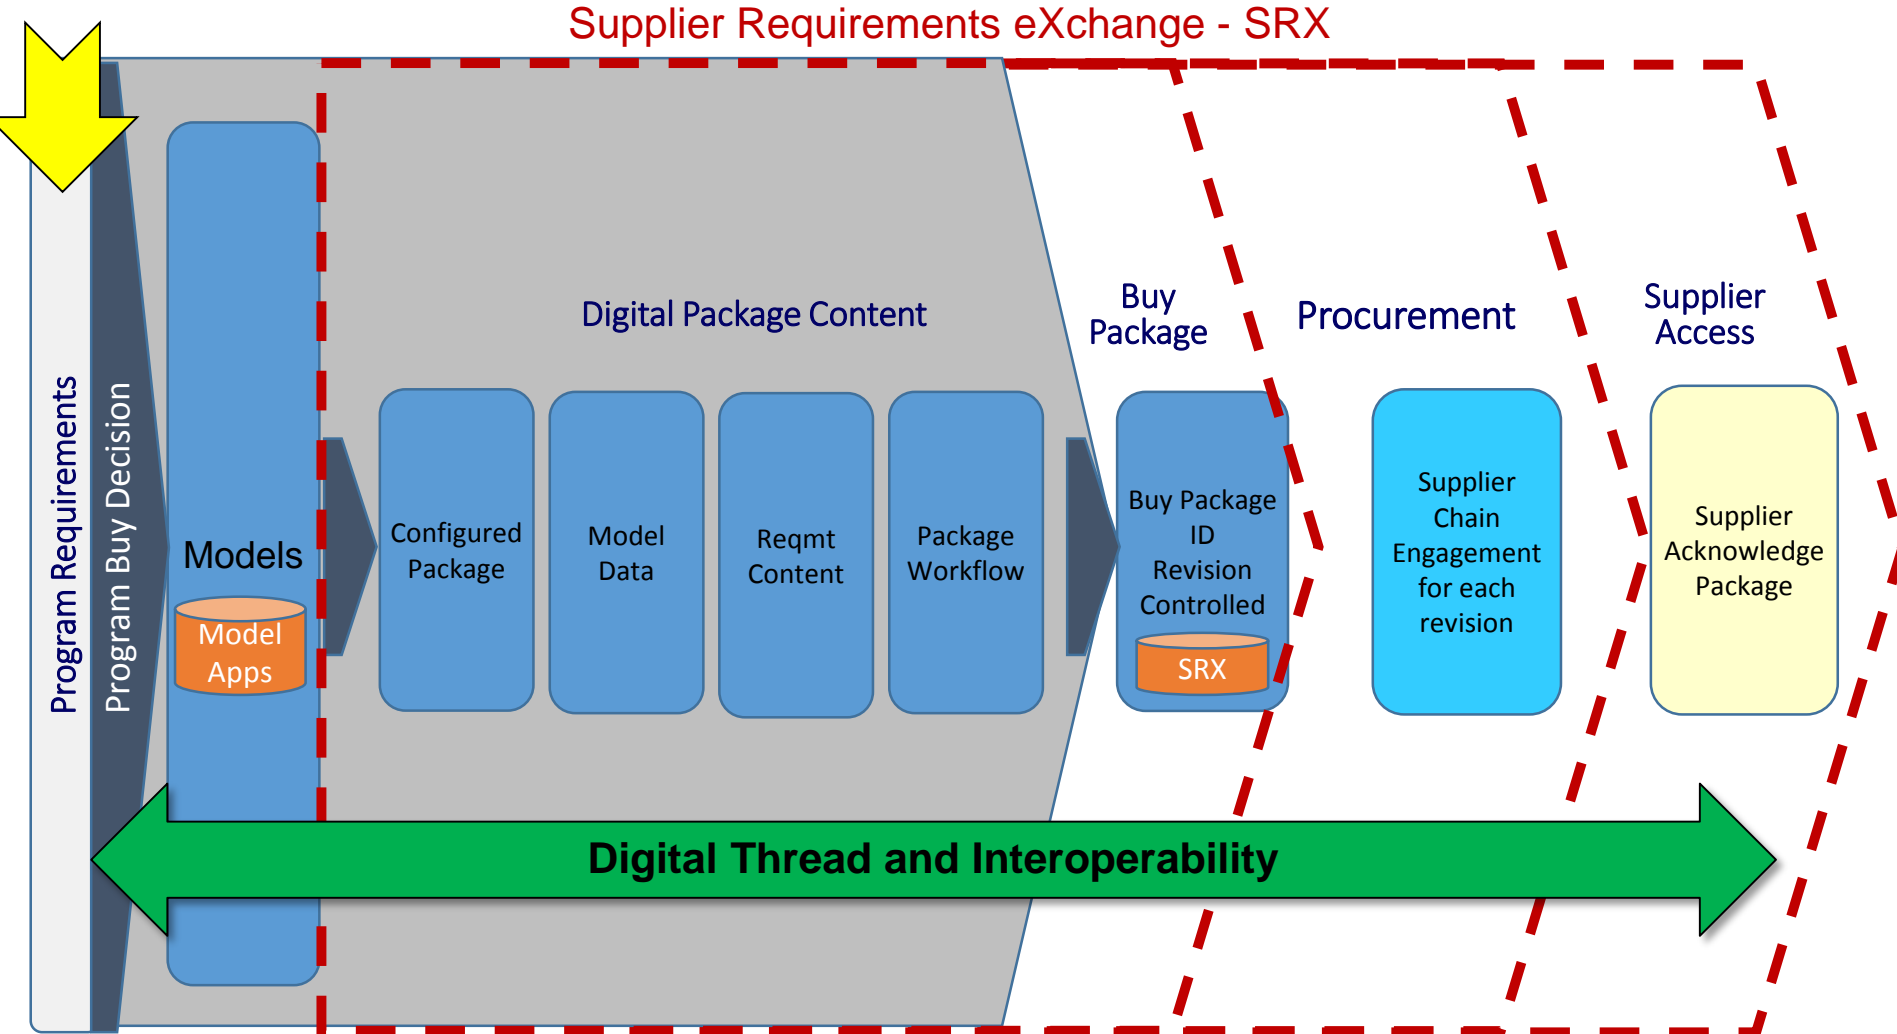 Supplier Requirements eXchange - SRX
Program Requirements
Program Buy Decision
Models
Model
Apps
Digital Package Content
Configured
Package
Model
Data
Reqmt
Content
Package
Workflow
Buy
Package
Buy Package
ID
Revision
Controlled
SRX
Procurement
Supplier
Chain
Engagement
for each
revision
Supplier
Access
Supplier
Acknowledge
Package
Digital Thread and Interoperability